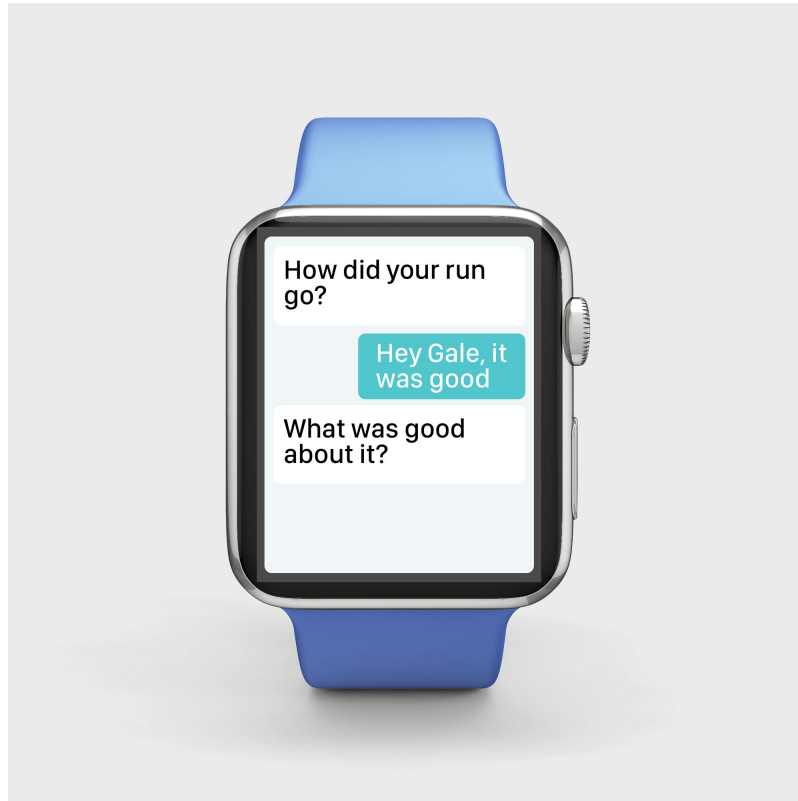 How did your run
go?
Hey Gale, it
was good
What was good
about it?